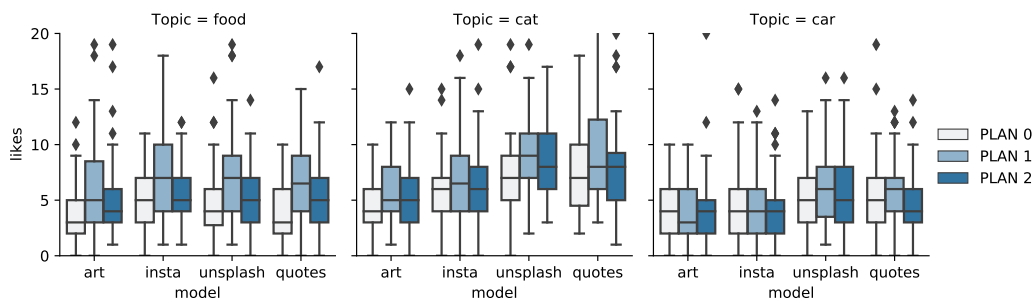 Topic = food
Topic = cat
Topic = car
likes
20
15
10
5
0
art insta unsplash quotes
model
art insta unsplash quotes
model
art insta unsplash quotes
model
PLAN 0
PLAN 1
PLAN 2